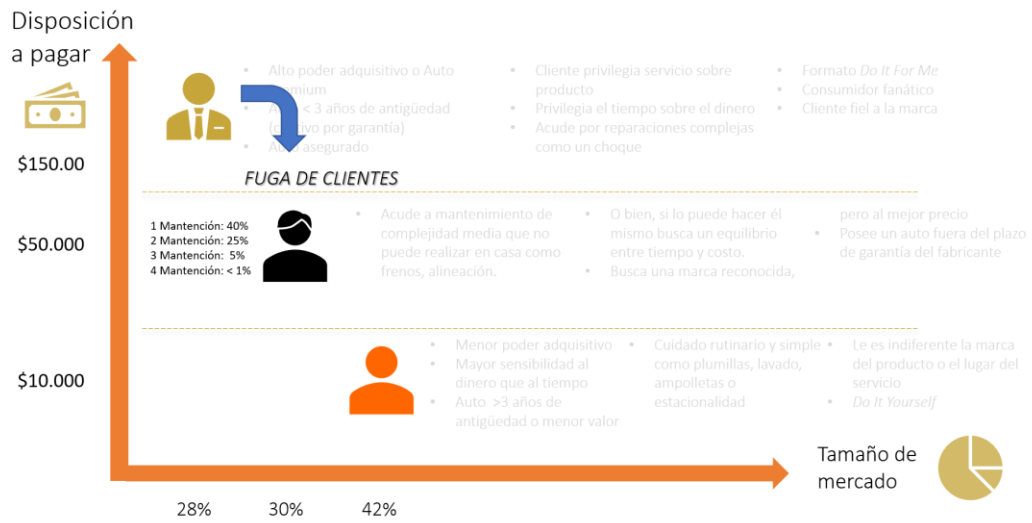 Disposición
a pagar
$150.00
$50.000
$10.000
• Alto poder adquisitivo o Auto
• < 3 años de antigüedad
por garantía)
• asegurado
• Cliente privilegia servicio sobre
producto
• Privilegia el tiempo sobre el dinero
• Acude por reparaciones complejas
como un choque
• Formato Do It For Me
• Consumidor fanático
• Cliente fiel a la marca
FUGA DE CLIENTES
1 Mantención: 40%
2 Mantención: 25%
3 Mantención: 5%
4 Mantención: < 1%
• Acude a mantenimiento de
complejidad media que no
puede realizar en casa como
frenos, alineación.
• O bien, si lo puede hacer él
mismo busca un equilibrio
entre tiempo y costo.
• Busca una marca reconocida,
pero al mejor precio
• Posee un auto fuera del plazo
de garantía del fabricante
• Menor poder adquisitivo
• Mayor sensibilidad al
dinero que al tiempo
• Auto >3 años de
antigüedad o menor valor
• Cuidado rutinario y simple
como plumillas, lavado,
ampolletas o
estacionalidad
• Le es indiferente la marca
del producto o el lugar del
servicio
• Do It Yourself
Tamaño de
mercado
28%
30%
42%